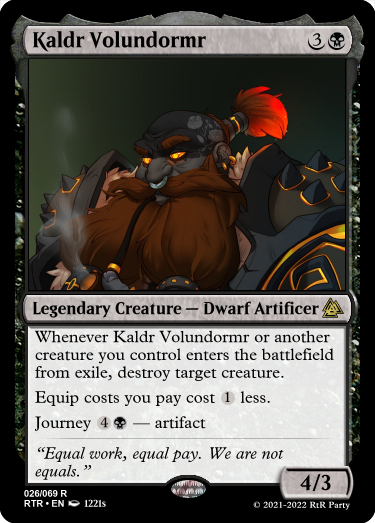 Kaldr Volundormr 3
Legendary Creature — Dwarf Artificer
Whenever Kaldr Volundormr or another
creature you control enters the battlefield
from exile, destroy target creature.
Equip costs you pay cost 1 less.
Journey 4 — artifact
“Equal work, equal pay. We are not
equals.”
4/3
026/069 R
RTR • EN 1221s
© 2021-2022 RtR Party